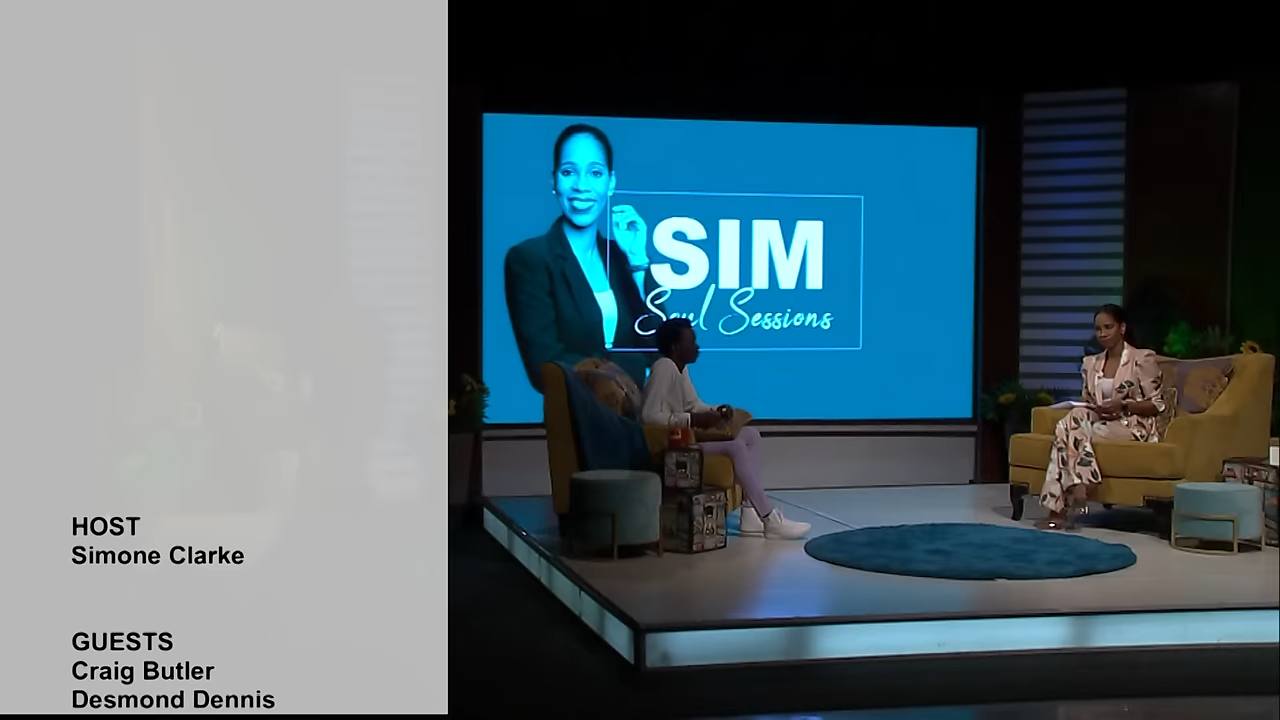 SIM
Soul Sessions
HOST
Simone Clarke
GUESTS
Craig Butler
Desmond Dennis